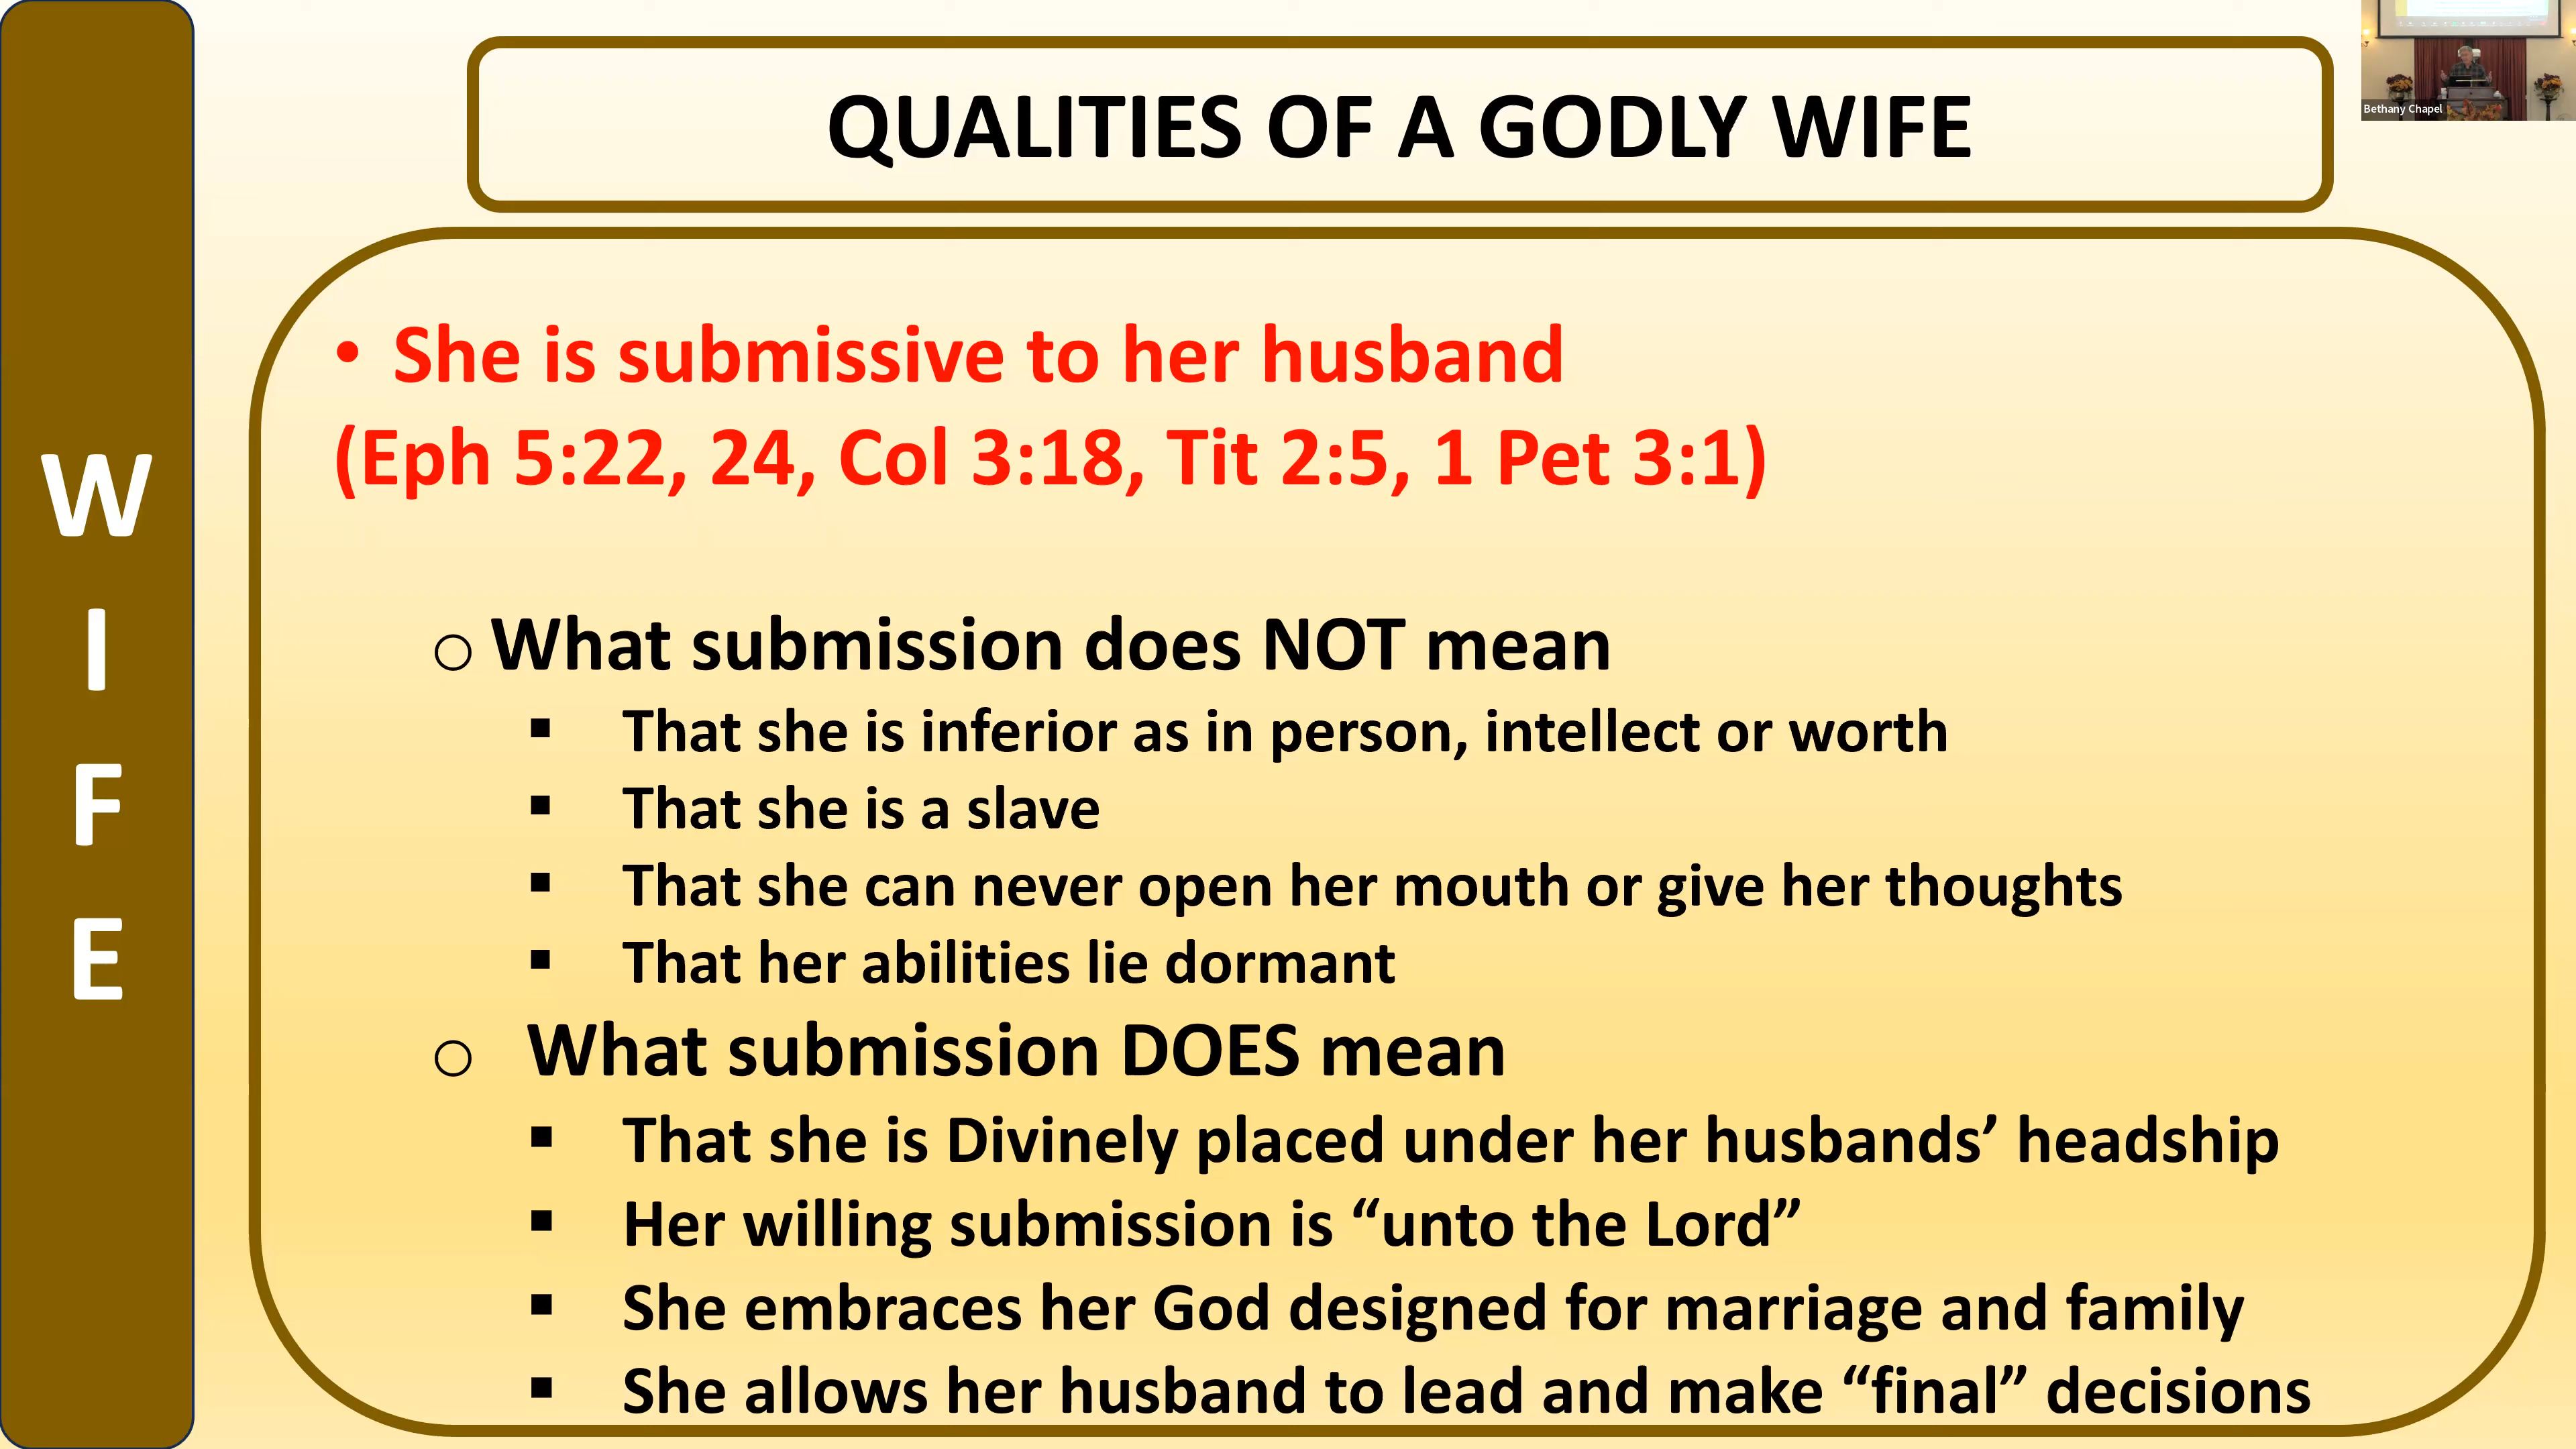 QUALITIES OF A GODLY WIFE
Bethany Chapel
W
I
F
E
• She is submissive to her husband
(Eph 5:22, 24, Col 3:18, Tit 2:5, 1 Pet 3:1)
○ What submission does NOT mean
▪ That she is inferior as in person, intellect or worth
▪ That she is a slave
▪ That she can never open her mouth or give her thoughts
▪ That her abilities lie dormant
○ What submission DOES mean
▪ That she is Divinely placed under her husbands’ headship
▪ Her willing submission is “unto the Lord”
▪ She embraces her God designed for marriage and family
▪ She allows her husband to lead and make “final” decisions